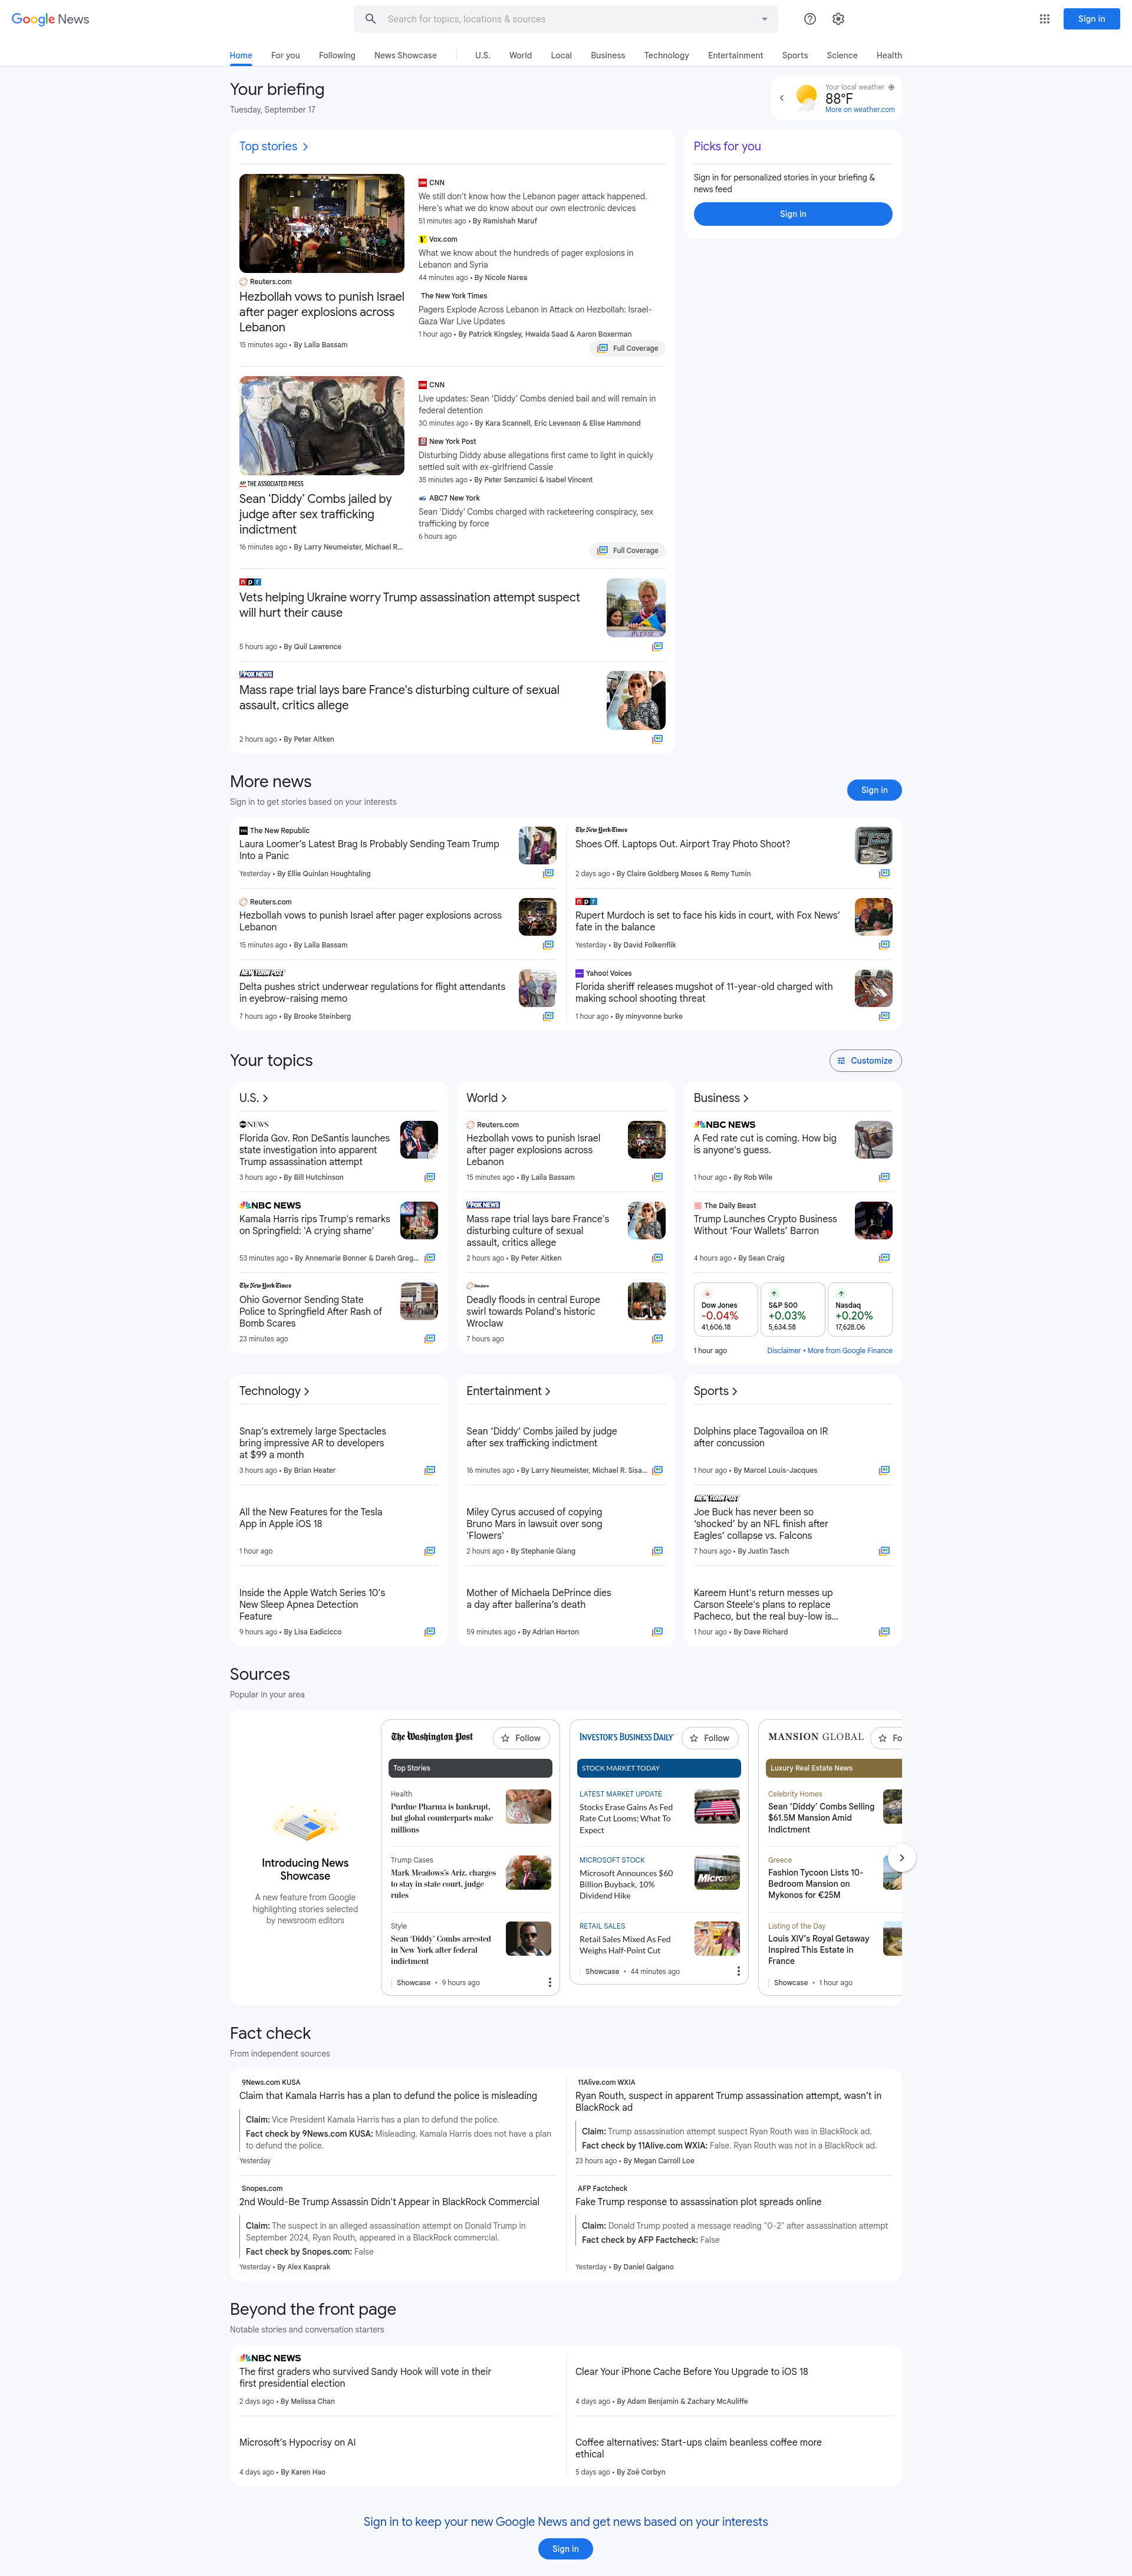 Google News
Search for topics, locations & sources
Sign in
Home
For you
Following
News Showcase
U.S.
World
Local
Business
Technology
Entertainment
Sports
Science
Health
Your briefing
Tuesday, September 17
Your local weather
88°F
More on weather.com
Top stories
Reuters.com
Hezbollah vows to punish Israel
after pager explosions across
Lebanon
15 minutes ago • By Laila Bassam
CNN
We still don't know how the Lebanon pager attack happened.
Here's what we do know about our own electronic devices
51 minutes ago • By Ramishah Maruf
Vox.com
What we know about the hundreds of pager explosions in
Lebanon and Syria
44 minutes ago • By Nicole Narea
The New York Times
Pagers Explode Across Lebanon in Attack on Hezbollah: Israel-
Gaza War Live Updates
1 hour ago • By Patrick Kingsley, Hwaida Saad & Aaron Boxerman
Full Coverage
Picks for you
Sign in for personalized stories in your briefing &
news feed
Sign in
AP THE ASSOCIATED PRESS
Sean 'Diddy' Combs jailed by
judge after sex trafficking
indictment
16 minutes ago • By Larry Neumeister, Michael R...
CNN
Live updates: Sean 'Diddy' Combs denied bail and will remain in
federal detention
30 minutes ago • By Kara Scannell, Eric Levenson & Elise Hammond
New York Post
Disturbing Diddy abuse allegations first came to light in quickly
settled suit with ex-girlfriend Cassie
35 minutes ago • By Peter Senzamici & Isabel Vincent
ABC7 New York
Sean 'Diddy' Combs charged with racketeering conspiracy, sex
trafficking by force
6 hours ago
Full Coverage
npr
Vets helping Ukraine worry Trump assassination attempt suspect
will hurt their cause
5 hours ago • By Quil Lawrence
PLEASE
FOX NEWS
Mass rape trial lays bare France's disturbing culture of sexual
assault, critics allege
2 hours ago • By Peter Aitken
More news
Sign in to get stories based on your interests
Sign in
The New Republic
Laura Loomer's Latest Brag Is Probably Sending Team Trump
Into a Panic
Yesterday • By Ellie Quinlan Houghtaling
The New York Times
Shoes Off. Laptops Out. Airport Tray Photo Shoot?
2 days ago • By Claire Goldberg Moses & Remy Tumin
Reuters.com
Hezbollah vows to punish Israel after pager explosions across
Lebanon
15 minutes ago • By Laila Bassam
npr
Rupert Murdoch is set to face his kids in court, with Fox News'
fate in the balance
Yesterday • By David Folkenflik
NEW YORK POST
Delta pushes strict underwear regulations for flight attendants
in eyebrow-raising memo
7 hours ago • By Brooke Steinberg
Yahoo! Voices
Florida sheriff releases mugshot of 11-year-old charged with
making school shooting threat
1 hour ago • By minyvonne burke
Your topics
Customize
U.S.
abc NEWS
Florida Gov. Ron DeSantis launches
state investigation into apparent
Trump assassination attempt
3 hours ago • By Bill Hutchinson
NBC NEWS
Kamala Harris rips Trump's remarks
on Springfield: 'A crying shame'
53 minutes ago • By Annemarie Bonner & Dareh Greg...
The New York Times
Ohio Governor Sending State
Police to Springfield After Rash of
Bomb Scares
23 minutes ago
World
Reuters.com
Hezbollah vows to punish Israel
after pager explosions across
Lebanon
15 minutes ago • By Laila Bassam
FOX NEWS
Mass rape trial lays bare France's
disturbing culture of sexual
assault, critics allege
2 hours ago • By Peter Aitken
Reuters
Deadly floods in central Europe
swirl towards Poland's historic
Wroclaw
7 hours ago
Business
NBC NEWS
A Fed rate cut is coming. How big
is anyone's guess.
1 hour ago • By Rob Wile
The Daily Beast
Trump Launches Crypto Business
Without 'Four Wallets' Barron
4 hours ago • By Sean Craig
Dow Jones
-0.04%
41,606.18
S&P 500
+0.03%
5,634.58
Nasdaq
+0.20%
17,628.06
1 hour ago
Disclaimer • More from Google Finance
Technology
Snap's extremely large Spectacles
bring impressive AR to developers
at $99 a month
3 hours ago • By Brian Heater
All the New Features for the Tesla
App in Apple iOS 18
1 hour ago
Inside the Apple Watch Series 10's
New Sleep Apnea Detection
Feature
9 hours ago • By Lisa Eadicicco
Entertainment
Sean 'Diddy' Combs jailed by judge
after sex trafficking indictment
16 minutes ago • By Larry Neumeister, Michael R. Sisa...
Miley Cyrus accused of copying
Bruno Mars in lawsuit over song
'Flowers'
2 hours ago • By Stephanie Giang
Mother of Michaela DePrince dies
a day after ballerina's death
59 minutes ago • By Adrian Horton
Sports
Dolphins place Tagovailoa on IR
after concussion
1 hour ago • By Marcel Louis-Jacques
NEW YORK POST
Joe Buck has never been so
'shocked' by an NFL finish after
Eagles' collapse vs. Falcons
7 hours ago • By Justin Tasch
Kareem Hunt's return messes up
Carson Steele's plans to replace
Pacheco, but the real buy-low is...
1 hour ago • By Dave Richard
Sources
Popular in your area
Introducing News
Showcase
A new feature from Google
highlighting stories selected
by newsroom editors
The Washington Post
Follow
Top Stories
Health
Purdue Pharma is bankrupt,
but global counterparts make
millions
Trump Cases
Mark Meadows's Ariz. charges
to stay in state court, judge
rules
Style
Sean 'Diddy' Combs arrested
in New York after federal
indictment
Showcase • 9 hours ago
INVESTOR'S BUSINESS DAILY
Follow
STOCK MARKET TODAY
LATEST MARKET UPDATE
Stocks Erase Gains As Fed
Rate Cut Looms; What To
Expect
MICROSOFT STOCK
Microsoft Announces $60
Billion Buyback, 10%
Dividend Hike
Micros
RETAIL SALES
Retail Sales Mixed As Fed
Weighs Half-Point Cut
Showcase • 44 minutes ago
MANSION GLOBAL
Fo
Luxury Real Estate News
Celebrity Homes
Sean 'Diddy' Combs Selling
$61.5M Mansion Amid
Indictment
Greece
Fashion Tycoon Lists 10-
Bedroom Mansion on
Mykonos for €25M
Listing of the Day
Louis XIV's Royal Getaway
Inspired This Estate in
France
Showcase • 1 hour ago
Fact check
From independent sources
9News.com KUSA
Claim that Kamala Harris has a plan to defund the police is misleading
Claim: Vice President Kamala Harris has a plan to defund the police.
Fact check by 9News.com KUSA: Misleading. Kamala Harris does not have a plan
to defund the police.
Yesterday
11Alive.com WXIA
Ryan Routh, suspect in apparent Trump assassination attempt, wasn't in
BlackRock ad
Claim: Trump assassination attempt suspect Ryan Routh was in BlackRock ad.
Fact check by 11Alive.com WXIA: False. Ryan Routh was not in a BlackRock ad.
23 hours ago • By Megan Carroll Loe
Snopes.com
2nd Would-Be Trump Assassin Didn't Appear in BlackRock Commercial
Claim: The suspect in an alleged assassination attempt on Donald Trump in
September 2024, Ryan Routh, appeared in a BlackRock commercial.
Fact check by Snopes.com: False
Yesterday • By Alex Kasprak
AFP Factcheck
Fake Trump response to assassination plot spreads online
Claim: Donald Trump posted a message reading "0-2" after assassination attempt
Fact check by AFP Factcheck: False
Yesterday • By Daniel Galgano
Beyond the front page
Notable stories and conversation starters
NBC NEWS
The first graders who survived Sandy Hook will vote in their
first presidential election
2 days ago • By Melissa Chan
Clear Your iPhone Cache Before You Upgrade to iOS 18
4 days ago • By Adam Benjamin & Zachary McAuliffe
Microsoft's Hypocrisy on AI
4 days ago • By Karen Hao
Coffee alternatives: Start-ups claim beanless coffee more
ethical
5 days ago • By Zoë Corbyn
Sign in to keep your new Google News and get news based on your interests
Sign in